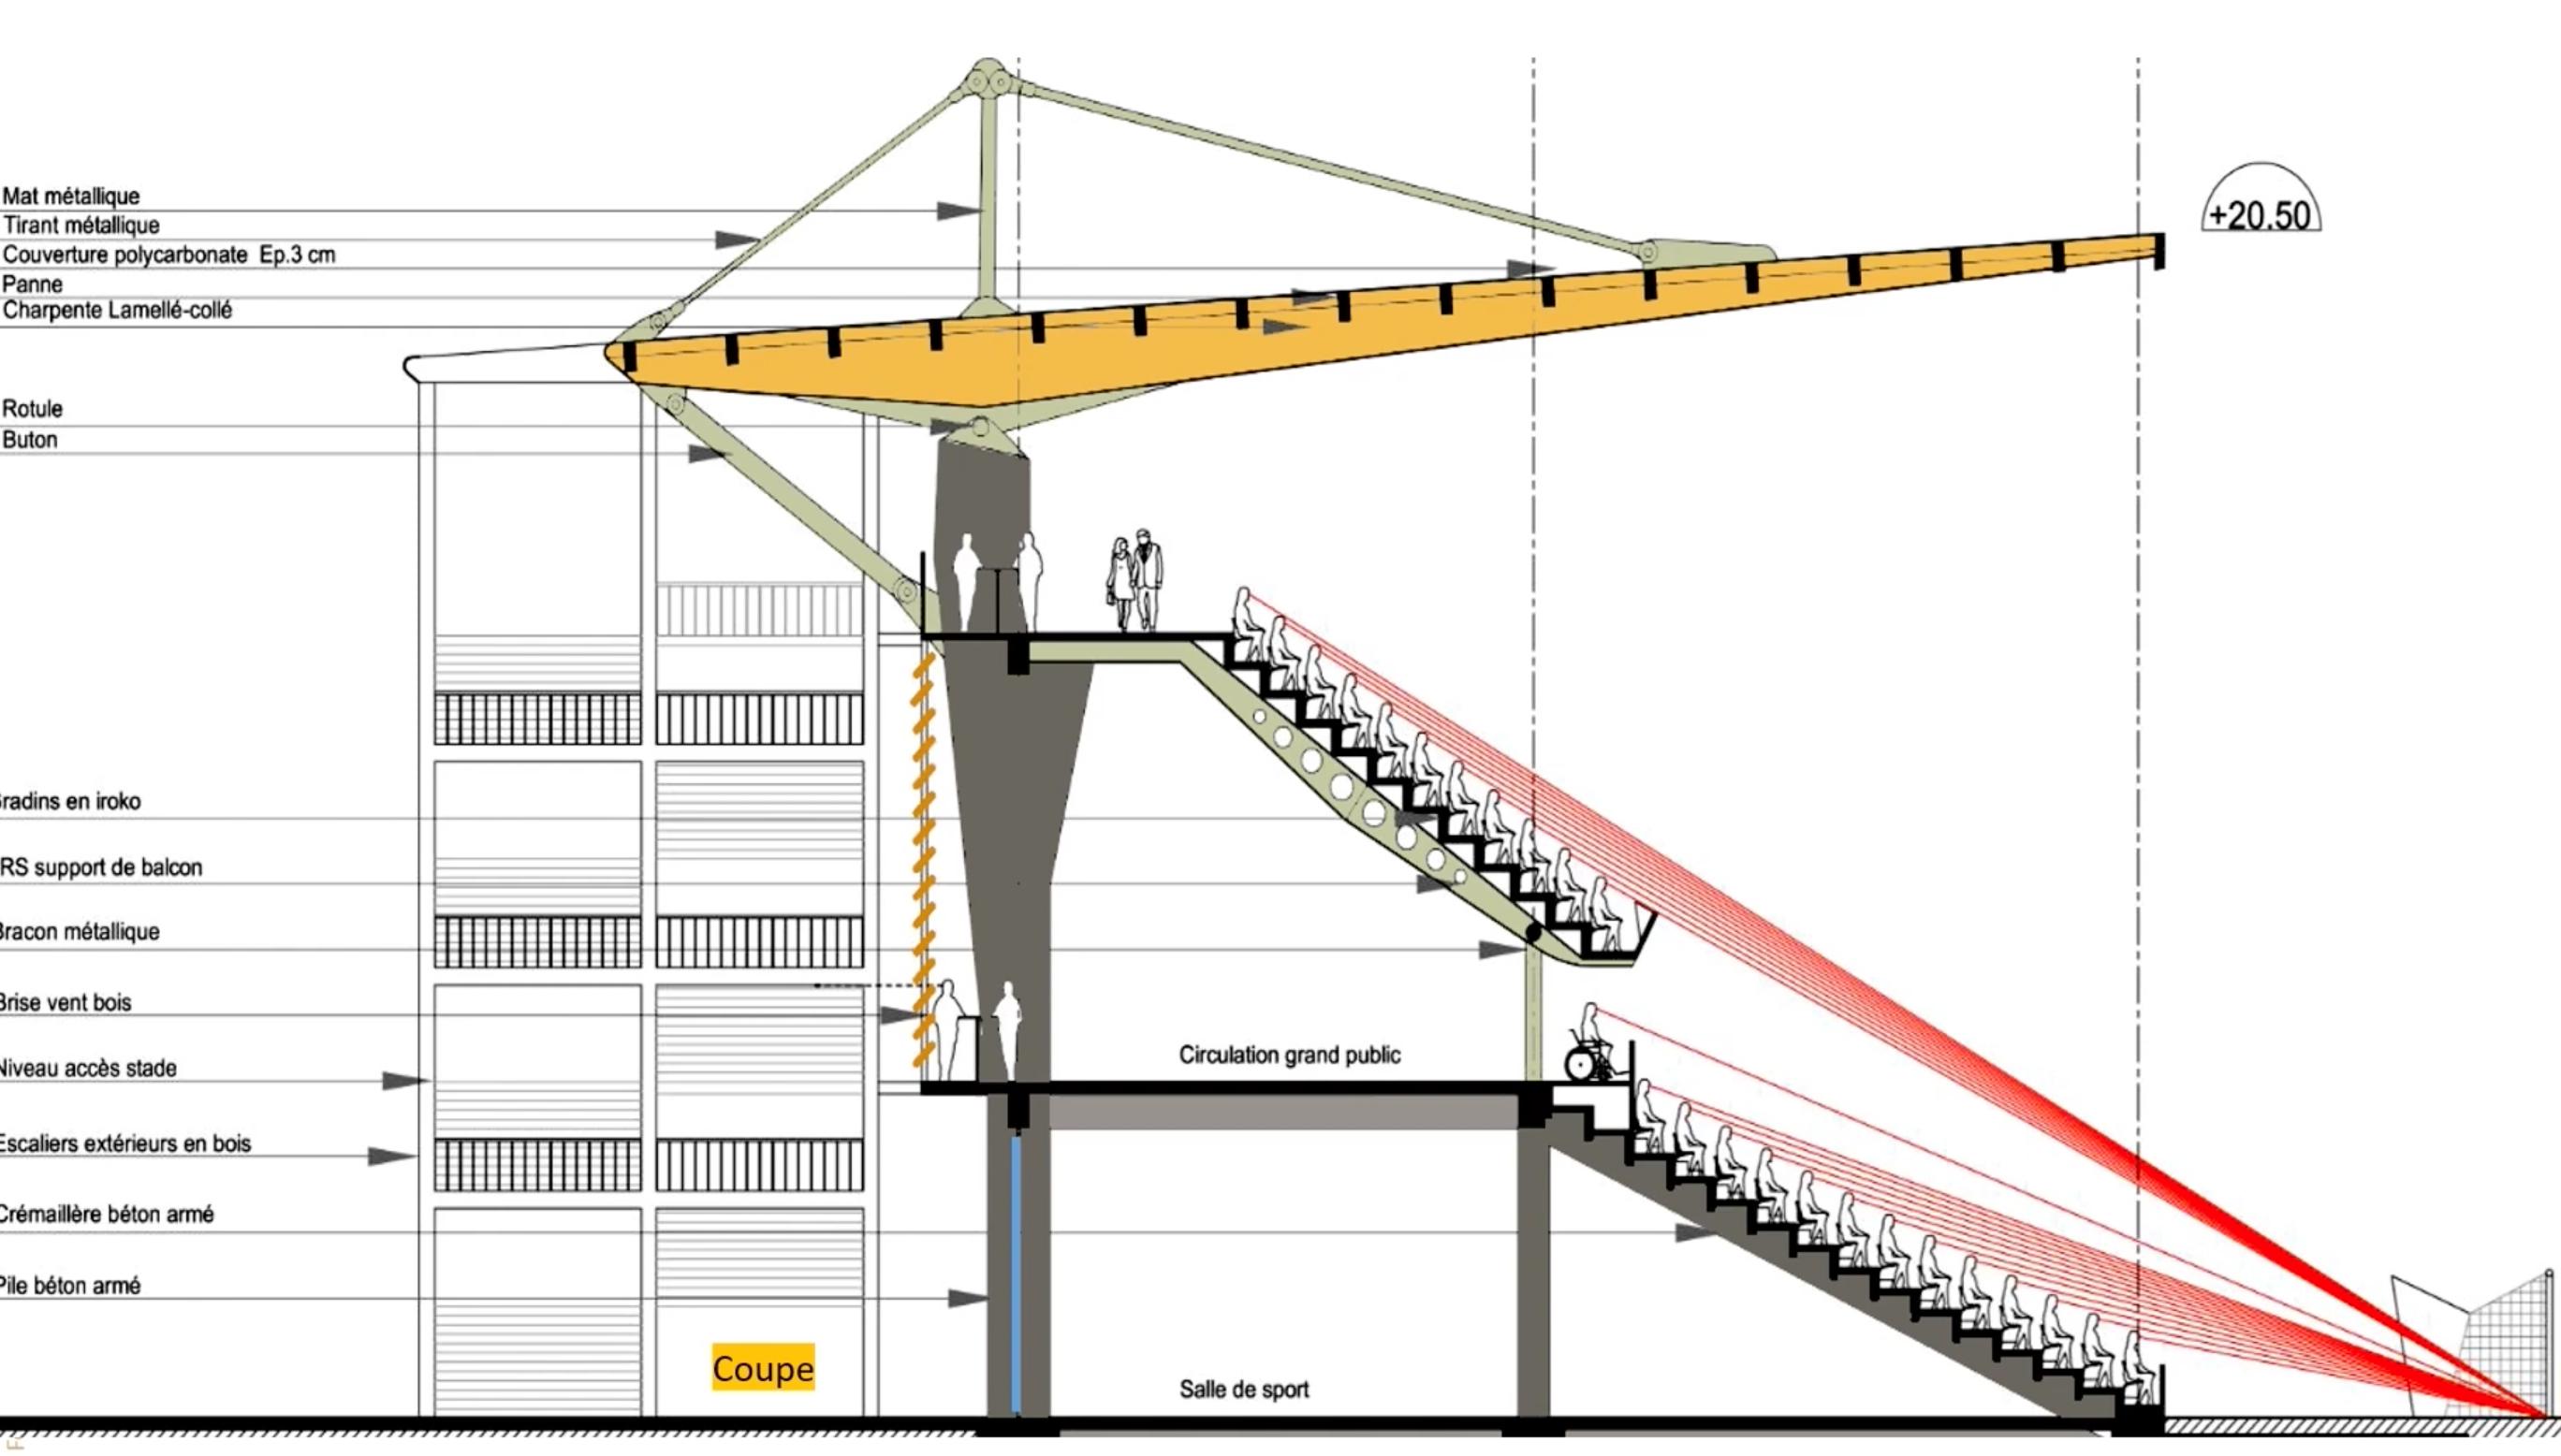 Mat métallique
Tirant métallique
Couverture polycarbonate Ep.3 cm
Panne
Charpente Lamellé-collé
+20.50
Rotule
Buton
radins en iroko
RS support de balcon
Bracon métallique
Brise vent bois
Circulation grand public
Niveau accès stade
Escaliers extérieurs en bois
Crémaillère béton armé
Pile béton armé
Coupe
Salle de sport